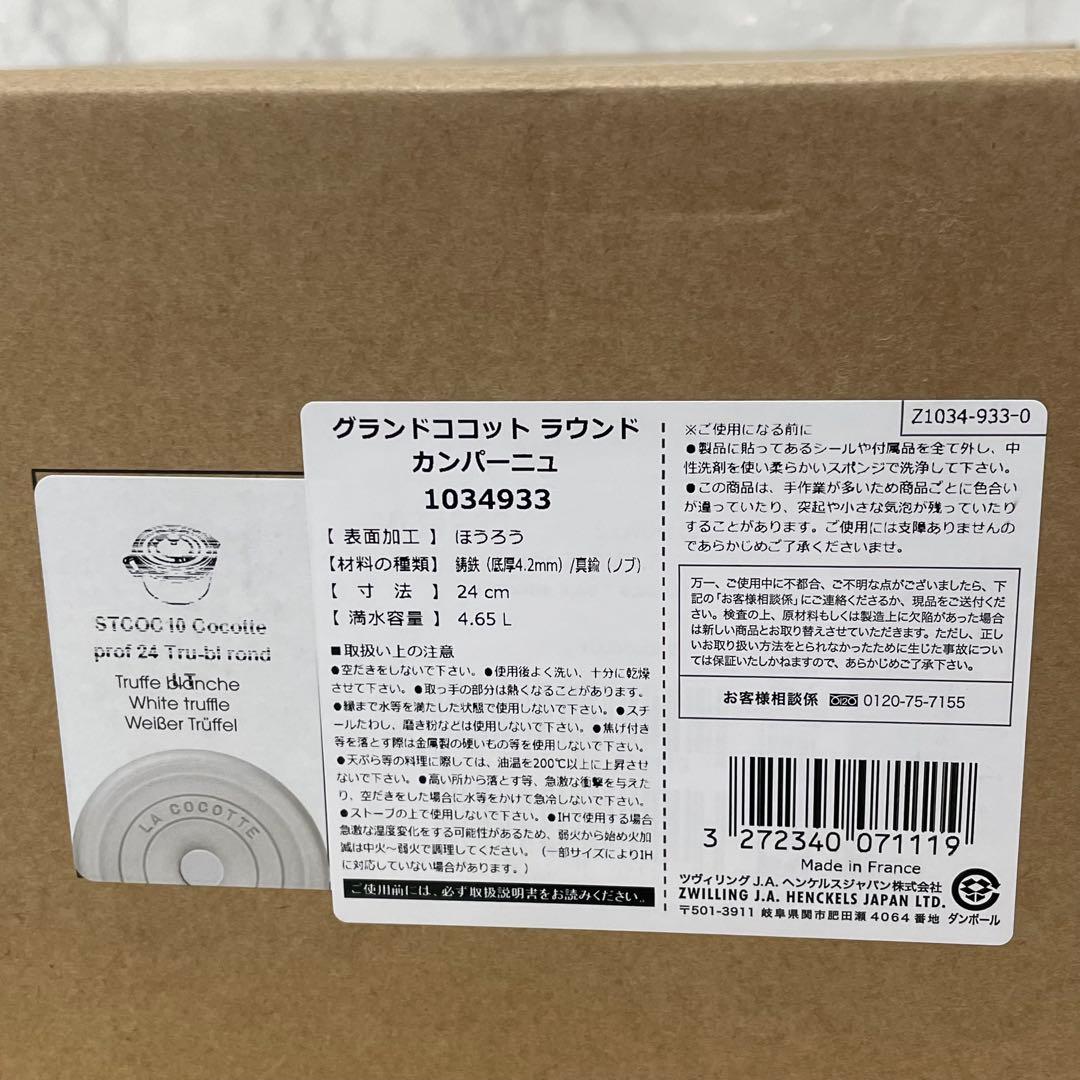 STCOC10 Cocotte
prof 24 Tru-bl rond
LT
Truffe blanche
White truffle
Weißer Trüffel
LA COCOTTE
グランドココット ラウンド
カンパーニュ
1034933
【 表面加工 】 ほうろう
【材料の種類】 鋳鉄（底厚4.2mm）/真鍮（ノブ）
【 寸　法 】 24 cm
【 満水容量 】 4.65 L
■取扱い上の注意
●空だきをしないで下さい。●使用後よく洗い、十分に乾燥
させて下さい。●取っ手の部分は熱くなることがあります。
●縁まで水等を満たした状態で使用しないで下さい。●スチ
ールたわし、磨き粉などは使用しないで下さい。●焦げ付き
等を落とす際は金属製の硬いもの等を使用しないで下さい。
●天ぷら等の料理に際しては、油温を200℃以上に上昇させ
ないで下さい。●高い所から落とす等、急激な衝撃を与えた
り、空だきをした場合に水等をかけて急冷しないで下さい。
●ストーブの上で使用しないで下さい。●IHで使用する場合
急激な温度変化をする可能性があるため、弱火から始め火加
減は中火～弱火で調理してください。（一部サイズによりIH
に対応していない場合があります。）
ご使用前には、必ず取扱説明書をお読みください。
Z1034-933-0
※ご使用になる前に
●製品に貼ってあるシールや付属品を全て外し、中
性洗剤を使い柔らかいスポンジで洗浄して下さい。
●この商品は、手作業が多いため商品ごとに色合い
が違っていたり、突起や小さな気泡が残っていたり
することがあります。ご使用には支障ありませんの
であらかじめご了承くださいませ。
万一、ご使用中に不都合、ご不明な点がございましたら、下
記の「お客様相談係」にご連絡くださるか、現品をご送付くださ
い。検査の上、原材料もしくは製造上に欠陥があった場合
は新しい商品とお取り替えさせていただきます。ただし、正し
いお取り扱い方法をとられなかったために生じた事故につい
ては保証いたしかねますので、あらかじめご了承下さい。
お客様相談係 0120-75-7155
3 272340 071119
Made in France
ツヴィリング J.A. ヘンケルスジャパン株式会社
ZWILLING J.A. HENCKELS JAPAN LTD.
〒501-3911 岐阜県関市肥田瀬 4064 番地 ダンボール